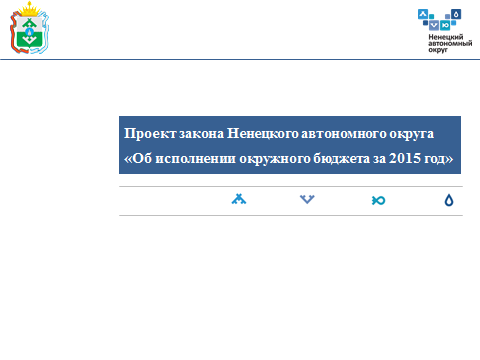 Ненецкий
автономный
округ
Проект закона Ненецкого автономного округа
«Об исполнении окружного бюджета за 2015 год»